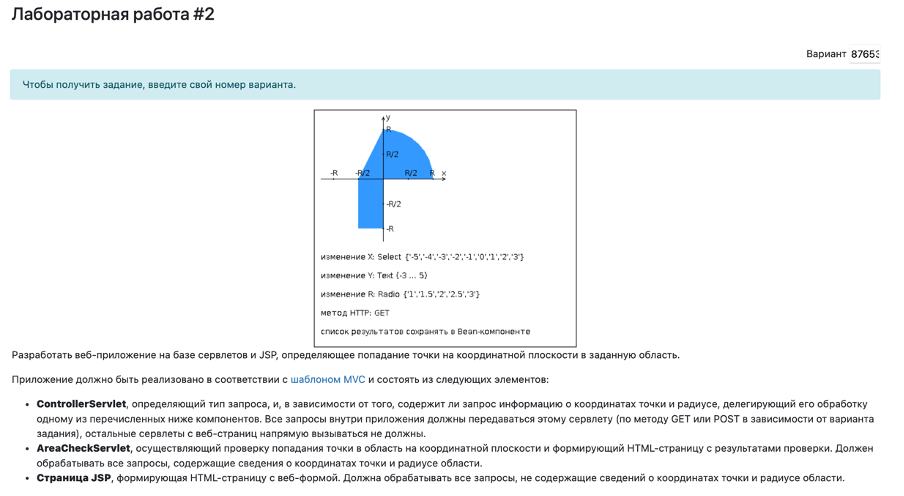 Лабораторная работа #2
Вариант 87653
Чтобы получить задание, введите свой номер варианта.
y
R
R/2
-R
-R/2
R/2
R
x
-R/2
-R
изменение X: Select {'-5','-4','-3','-2','-1','0','1','2','3'}
изменение Y: Text {-3 ... 5}
изменение R: Radio {'1','1.5','2','2.5','3'}
метод HTTP: GET
список результатов сохранять в Bean-компоненте
Разработать веб-приложение на базе сервлетов и JSP, определяющее попадание точки на координатной плоскости в заданную область.
Приложение должно быть реализовано в соответствии с шаблоном MVC и состоять из следующих элементов:
• ControllerServlet, определяющий тип запроса, и, в зависимости от того, содержит ли запрос информацию о координатах точки и радиусе, делегирующий его обработку
одному из перечисленных ниже компонентов. Все запросы внутри приложения должны передаваться этому сервлету (по методу GET или POST в зависимости от варианта
задания), остальные сервлеты с веб-страниц напрямую вызываться не должны.
• AreaCheckServlet, осуществляющий проверку попадания точки в область на координатной плоскости и формирующий HTML-страницу с результатами проверки. Должен
обрабатывать все запросы, содержащие сведения о координатах точки и радиусе области.
• Страница JSP, формирующая HTML-страницу с веб-формой. Должна обрабатывать все запросы, не содержащие сведений о координатах точки и радиусе области.